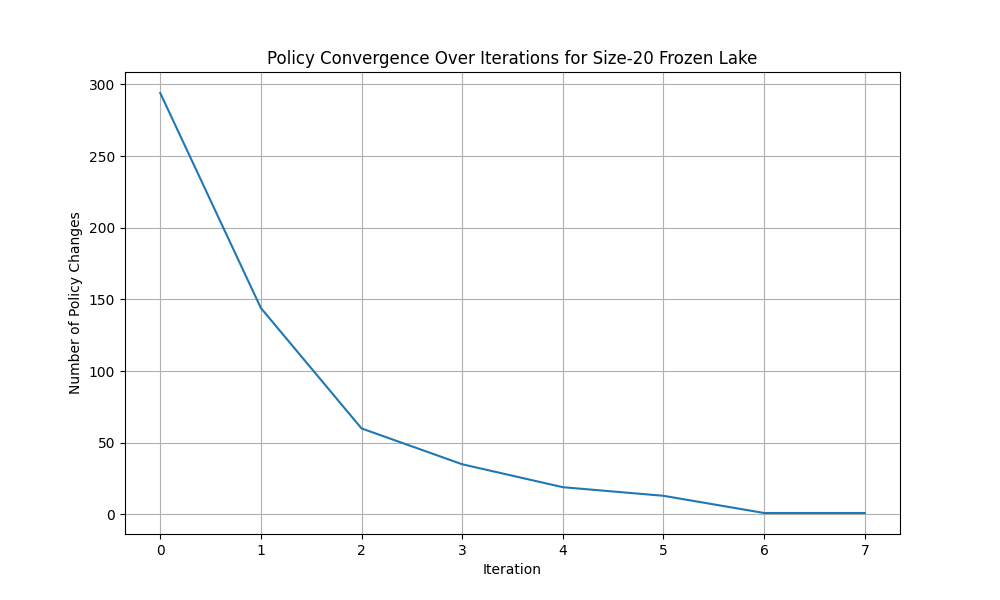 Policy Convergence Over Iterations for Size-20 Frozen Lake
300
250
200
150
100
50
0
Number of Policy Changes
0 1 2 3 4 5 6 7
Iteration